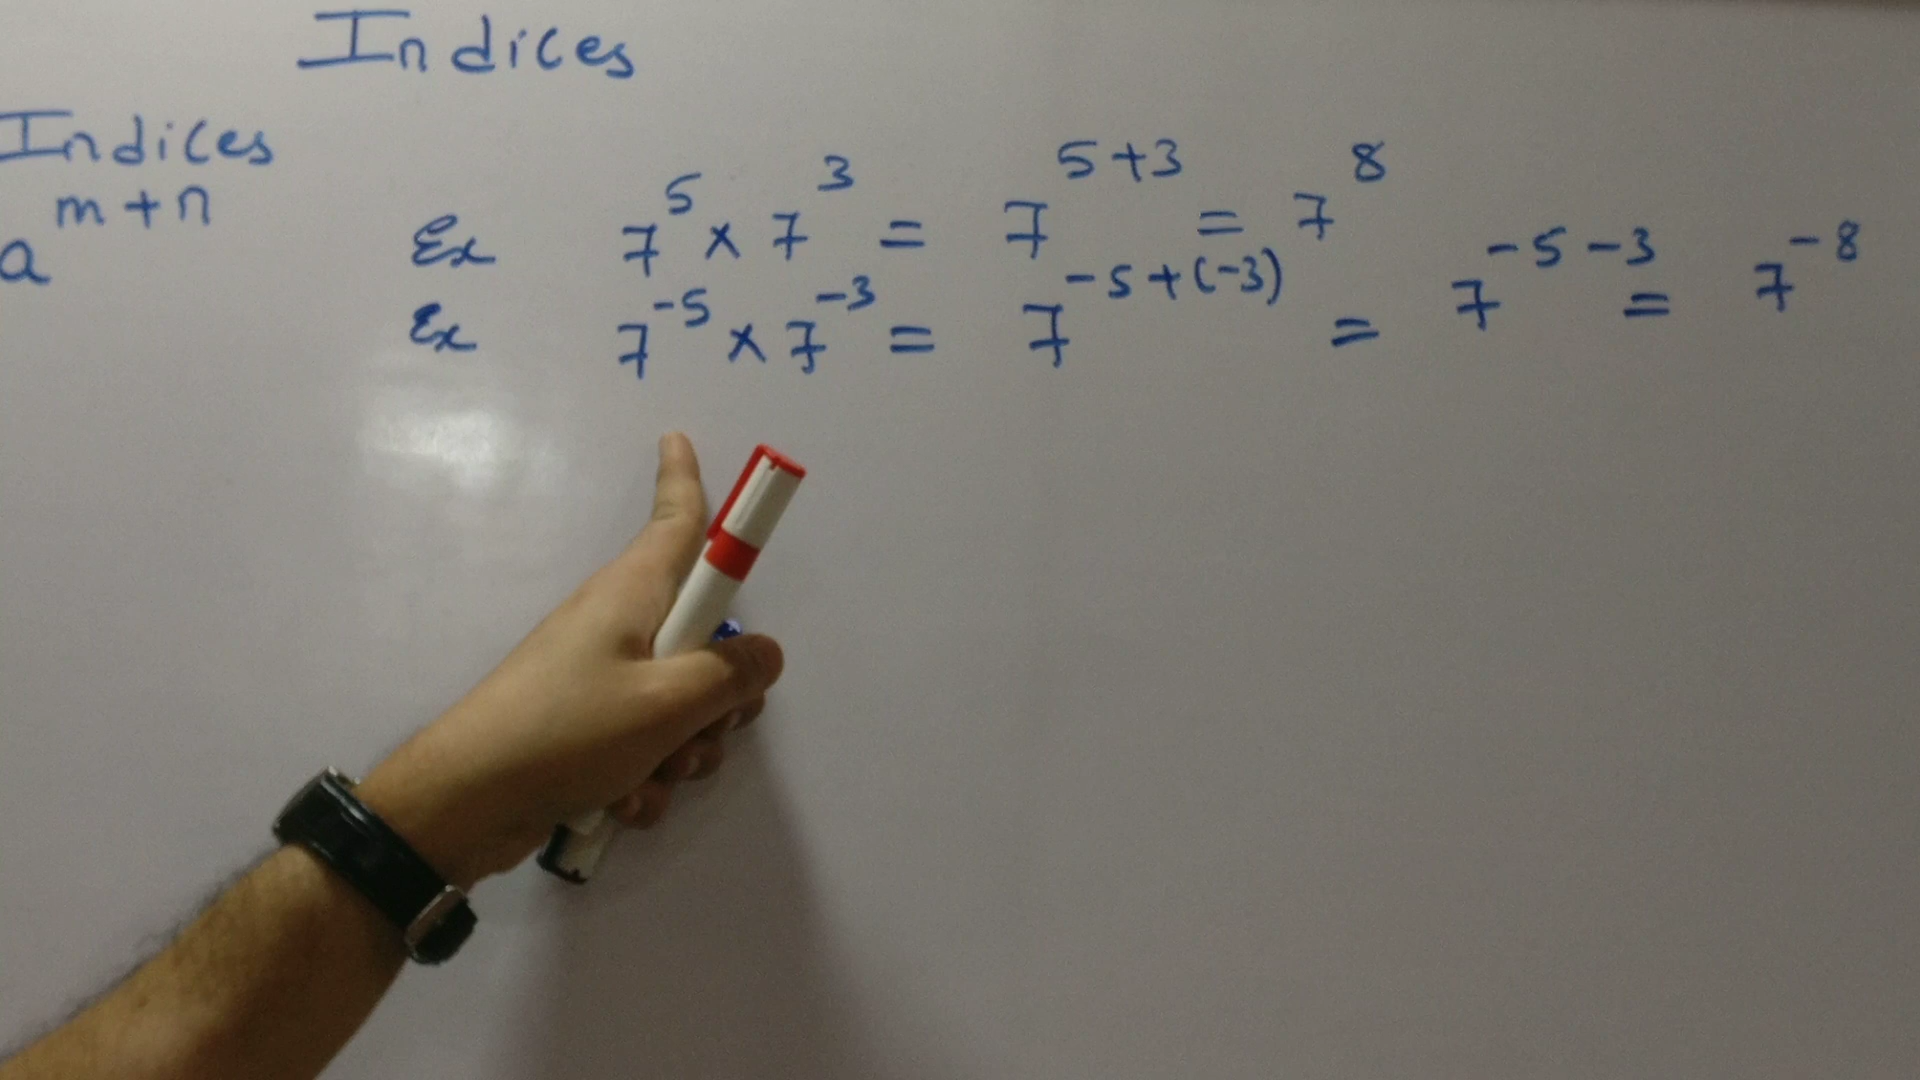 Indices
Indices
a^{m+n}
Ex 7^5 × 7^3 = 7^{5+3} = 7^8
Ex 7^{-5} × 7^{-3} = 7^{-5+(-3)} = 7^{-5-3} = 7^{-8}